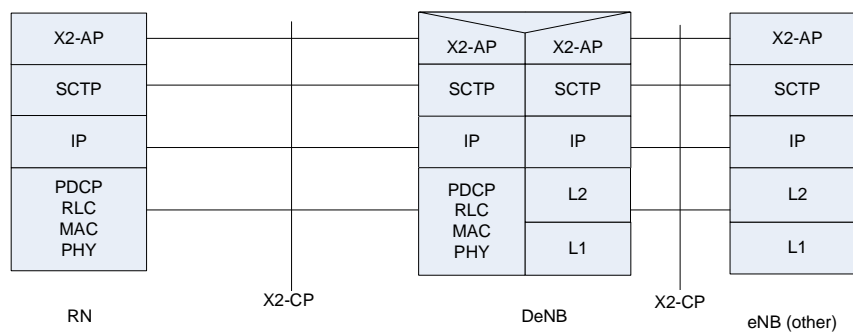 X2-AP
SCTP
IP
PDCP
RLC
MAC
PHY
RN
X2-CP
X2-AP X2-AP
SCTP SCTP
IP IP
PDCP
RLC
MAC
PHY
L2
L1
DeNB
X2-CP
X2-AP
SCTP
IP
L2
L1
eNB (other)